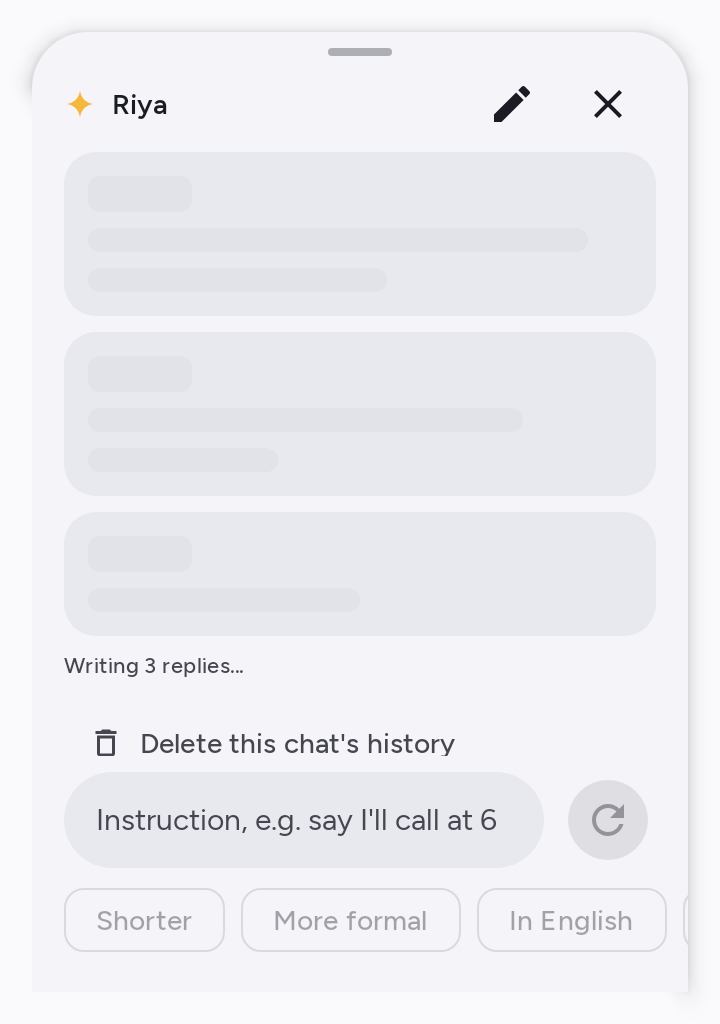 Riya
Writing 3 replies…
Delete this chat's history
Instruction, e.g. say I'll call at 6
Shorter
More formal
In English